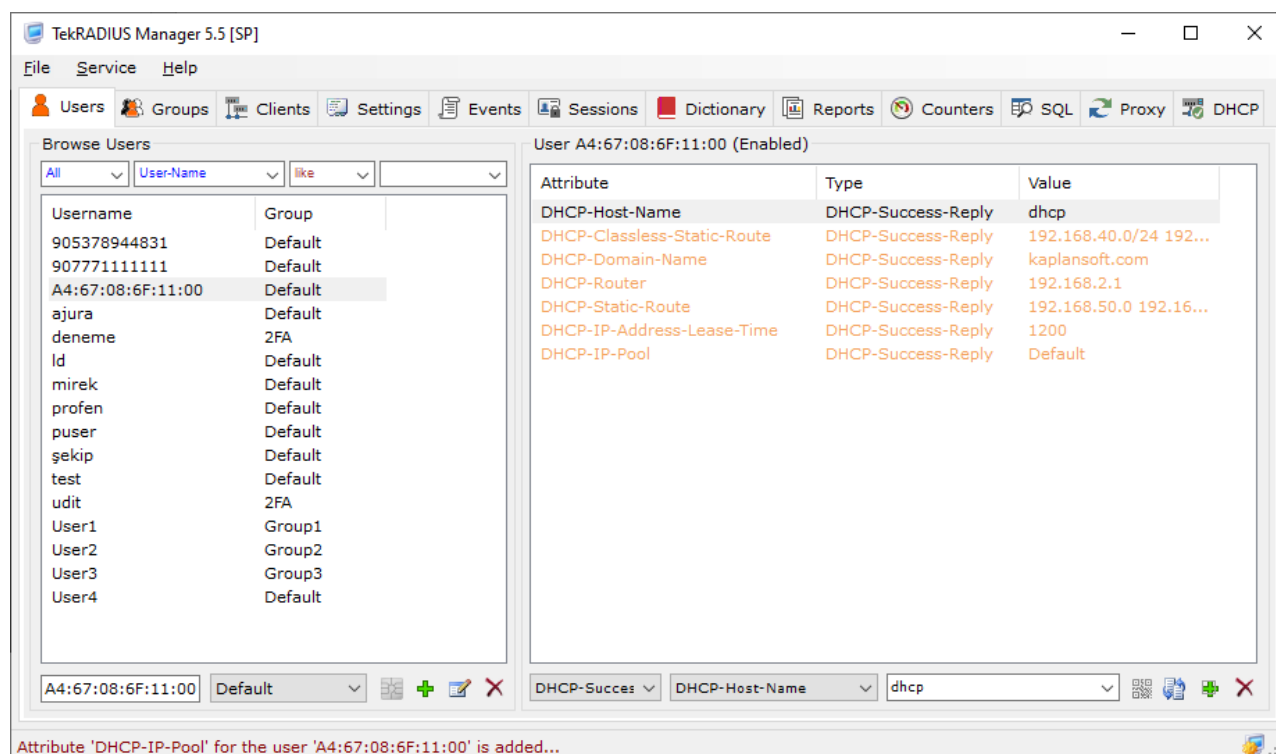 TekRADIUS Manager 5.5 [SP]
File Service Help
Users Groups Clients Settings Events Sessions Dictionary Reports Counters SQL Proxy DHCP
Browse Users
All User-Name like
Username Group
905378944831 Default
907771111111 Default
A4:67:08:6F:11:00 Default
ajura Default
deneme 2FA
ld Default
mirek Default
profen Default
puser Default
şekip Default
test Default
udit 2FA
User1 Group1
User2 Group2
User3 Group3
User4 Default
A4:67:08:6F:11:00 Default
User A4:67:08:6F:11:00 (Enabled)
Attribute Type Value
DHCP-Host-Name DHCP-Success-Reply dhcp
DHCP-Classless-Static-Route DHCP-Success-Reply 192.168.40.0/24 192...
DHCP-Domain-Name DHCP-Success-Reply kaplansoft.com
DHCP-Router DHCP-Success-Reply 192.168.2.1
DHCP-Static-Route DHCP-Success-Reply 192.168.50.0 192.16...
DHCP-IP-Address-Lease-Time DHCP-Success-Reply 1200
DHCP-IP-Pool DHCP-Success-Reply Default
DHCP-Succes DHCP-Host-Name dhcp
Attribute 'DHCP-IP-Pool' for the user 'A4:67:08:6F:11:00' is added...